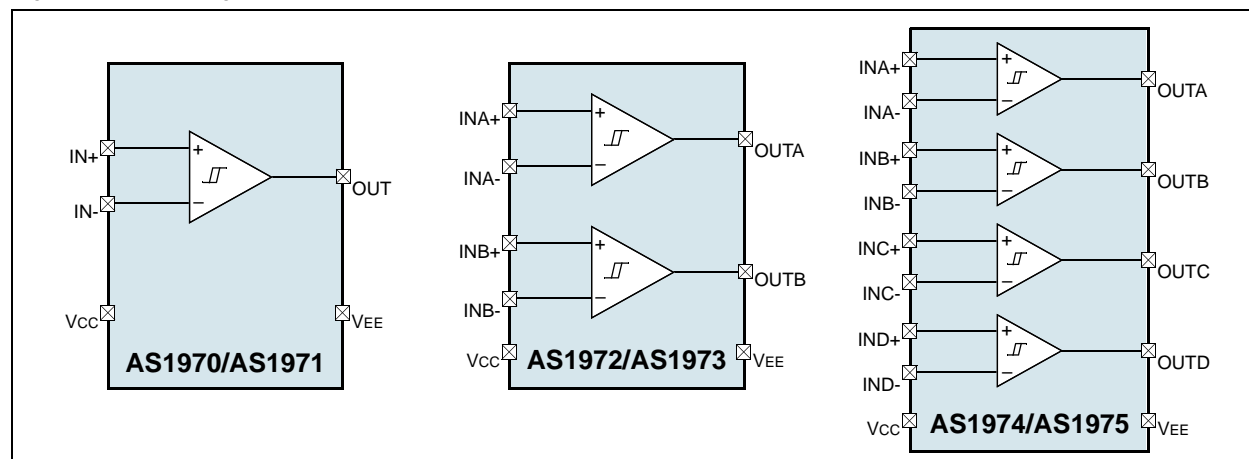 IN+
+
IN-
−
OUT
VCC
VEE
AS1970/AS1971
INA+
+
INA-
−
OUTA
INB+
+
INB-
−
OUTB
VCC
VEE
AS1972/AS1973
INA+
+
INA-
−
OUTA
INB+
+
INB-
−
OUTB
INC+
+
INC-
−
OUTC
IND+
+
IND-
−
OUTD
VCC
VEE
AS1974/AS1975